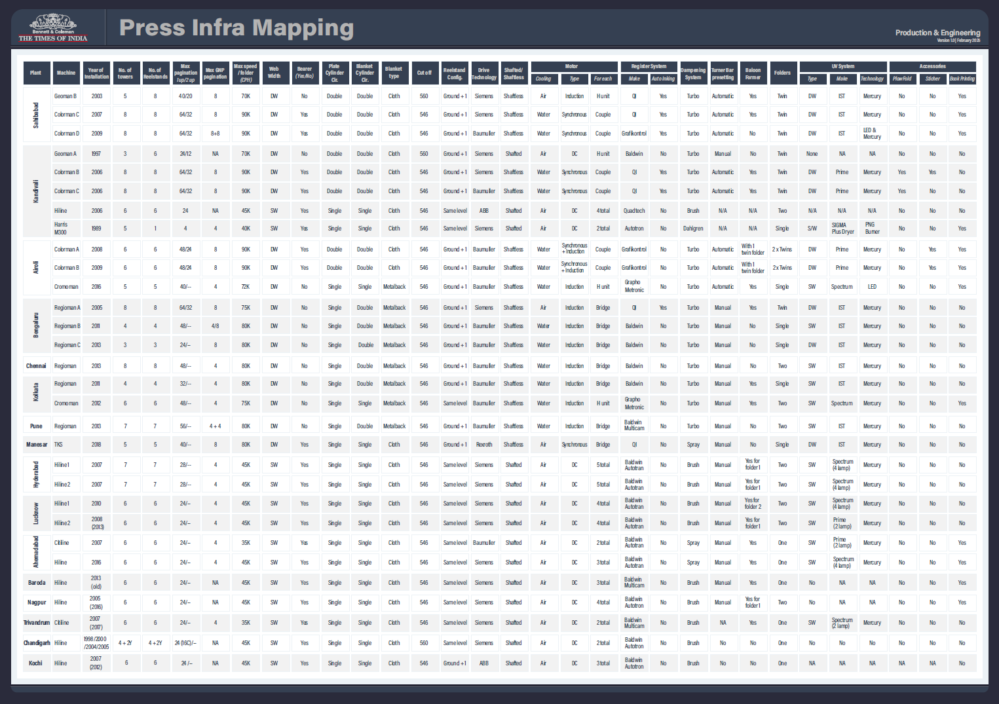 Bennett & Coleman
THE TIMES OF INDIA
Press Infra Mapping
Production & Engineering
Version 1.0 | February 2025
Plant Machine Year of Installation No. of towers No. of Reelstands Max pagination 1up/2 up Max GNP pagination Max speed / folder (CPH) Web Width Bearer (Yes/No) Plate Cylinder Cir. Blanket Cylinder Cir. Blanket type Cut off Reelstand Config. Drive Technology Shafted/ Shaftless Motor Cooling Type For each Register System Make Auto Inking Dampening System Turner Bar presetting Baloon Former Folders UV System Type Make Technology Accessories PlowFold Sticher Book Printing
Sahibabad
Geoman B 2003 5 8 40/20 8 70K DW No Double Double Cloth 560 Ground + 1 Siemens Shaftless Air Induction H unit QI Yes Turbo Automatic Yes Twin DW IST Mercury No No Yes
Colorman C 2007 8 8 64/32 8 90K DW Yes Double Double Cloth 546 Ground + 1 Siemens Shaftless Water Synchronous Couple QI Yes Turbo Automatic Yes Twin DW IST Mercury No No Yes
Colorman D 2009 8 8 64/32 8+8 90K DW Yes Double Double Cloth 546 Ground + 1 Baumuller Shaftless Water Synchronous Couple Grafikontrol Yes Turbo Automatic No Twin DW IST LED & Mercury No No Yes
Kandivali
Geoman A 1997 3 6 24/12 NA 70K DW No Double Double Cloth 560 Ground + 1 Siemens Shafted Air DC H unit Baldwin No Turbo Manual No Twin None NA NA No No No
Colorman B 2006 8 8 64/32 8 90K DW Yes Double Double Cloth 546 Ground + 1 Siemens Shaftless Water Synchronous Couple QI Yes Turbo Automatic Yes Twin DW Prime Mercury Yes Yes No
Colorman C 2006 8 8 64/32 8 90K DW Yes Double Double Cloth 546 Ground + 1 Baumuller Shaftless Water Synchronous Couple QI Yes Turbo Automatic Yes Twin DW Prime Mercury Yes No No
Hiline 2006 6 6 24 NA 45K SW Yes Single Single Cloth 546 Same level ABB Shafted Air DC 4 total Quadtech No Brush N/A N/A Two N/A N/A N/A No No No
Harris M300 1989 5 1 4 4 40K SW Yes Single Single Cloth 546 Same level Siemens Shafted Air DC 2 total Autotron No Dahlgren N/A N/A Single S/W SIGMA Plus Dryer PNG Burner No No Yes
Airoli
Colorman A 2008 6 6 48/24 8 90K DW Yes Double Double Cloth 546 Ground + 1 Baumuller Shaftless Water Synchronous + Induction Couple Grafikontrol No Turbo Automatic With 1 twin folder 2 x Twins DW Prime Mercury No Yes Yes
Colorman B 2009 6 6 48/24 8 90K DW Yes Double Double Cloth 546 Ground + 1 Baumuller Shaftless Water Synchronous + Induction Couple Grafikontrol No Turbo Automatic With 1 twin folder 2 x Twins DW Prime Mercury No Yes Yes
Cromoman 2016 5 5 40/-- 4 72K DW No Single Single Metalback 546 Ground + 1 Baumuller Shaftless Water Induction H unit Grapho Metronic No Turbo Automatic Yes Single SW Spectrum LED No No Yes
Bengaluru
Regioman A 2005 8 8 64/32 8 75K DW No Single Double Metalback 546 Ground + 1 Siemens Shaftless Air Induction Bridge QI Yes Turbo Manual Yes Twin DW IST Mercury No No No
Regioman B 2011 4 4 48/-- 4/8 80K DW No Single Double Metalback 546 Ground + 1 Baumuller Shaftless Water Induction Bridge Baldwin No Turbo Manual No Single SW IST Mercury No No No
Regioman C 2013 3 3 24/-- 8 80K DW No Single Double Metalback 546 Ground + 1 Baumuller Shaftless Water Induction Bridge Baldwin No Turbo Manual No Single DW IST Mercury No No No
Chennai Regioman 2013 8 8 48/-- 4 80K DW No Single Double Metalback 546 Ground + 1 Baumuller Shaftless Water Induction Bridge Baldwin No Turbo Manual No Two SW IST Mercury No No No
Kolkata
Regioman 2011 4 4 32/-- 4 80K DW No Single Double Metalback 546 Ground + 1 Baumuller Shaftless Water Induction Bridge Baldwin No Turbo Manual Yes Single SW IST Mercury No No No
Cromoman 2012 6 6 48/-- 4 75K DW No Single Single Metalback 546 Same level Baumuller Shaftless Water Induction H unit Grapho Metronic No Turbo Manual Yes Two SW Spectrum Mercury No No Yes
Pune Regioman 2013 7 7 56/-- 4 + 4 80K DW No Single Double Metalback 546 Ground + 1 Baumuller Shaftless Water Induction Bridge Baldwin Multicam No Turbo Manual No Two SW IST Mercury No No No
Manesar TKS 2018 5 5 40/-- 8 80K DW Yes Single Single Cloth 546 Ground + 1 Rexroth Shaftless Air Synchronous Bridge QI No Spray Manual No Single DW IST Mercury No No No
Hyderabad
Hiline 1 2007 7 7 28/-- 4 45K SW Yes Single Single Cloth 546 Same level Siemens Shafted Air DC 5 total Baldwin Autotran No Brush Manual Yes for folder 1 Two SW Spectrum (4 lamp) Mercury No No No
Hiline 2 2007 7 7 28/-- 4 45K SW Yes Single Single Cloth 546 Same level Siemens Shafted Air DC 5 total Baldwin Autotran No Brush Manual Yes for folder 1 Two SW Spectrum (4 lamp) Mercury No No No
Lucknow
Hiline 1 2010 6 6 24/-- 4 45K SW Yes Single Single Cloth 546 Same level Siemens Shafted Air DC 4 total Baldwin Autotran No Brush Manual Yes for folder 2 Two SW Spectrum (4 lamp) Mercury No No No
Hiline 2 2008 (2013) 6 6 24/-- 4 45K SW Yes Single Single Cloth 546 Same level Siemens Shafted Air DC 4 total Baldwin Autotran No Brush Manual Yes for folder 1 Two SW Prime (2 lamp) Mercury No No No
Ahemadabad
Citiline 2007 6 6 24/-- 4 35K SW Yes Single Single Cloth 546 Same level Baumuller Shafted Air DC 2 total Baldwin Autotran No Spray Manual Yes One SW Prime (2 lamp) Mercury No No Yes
Hiline 2016 6 6 24/-- 4 45K SW Yes Single Single Cloth 546 Same level Siemens Shafted Air DC 3 total Baldwin Autotran No Spray Manual Yes One SW Spectrum (4 lamp) Mercury No No Yes
Baroda Hiline 2013 (old) 6 6 24/-- NA 45K SW Yes Single Single Cloth 546 Same level Siemens Shafted Air DC 3 total Baldwin Multicam No Brush Manual Yes One No NA NA No No Yes
Nagpur Hiline 2005 (2016) 6 6 24/-- NA 45K SW Yes Single Single Cloth 546 Same level Siemens Shafted Air DC 4 total Baldwin Autotran No Brush Manual Yes for folder 1 Two No NA NA No No Yes
Trivandrum Citiline 2007 (2017) 6 6 24/-- 4 35K SW Yes Single Single Cloth 546 Same level Siemens Shafted Air DC 2 total Baldwin Multicam No Brush NA Yes One SW Spectrum (2 lamp) Mercury No No No
Chandigarh Hiline 1998/2000 /2004/2005 4 + 2Y 4 + 2Y 24 (16C)/-- NA 45K SW Yes Single Single Cloth 560 Same level Siemens Shafted Air DC 2 total Baldwin Autotran No Brush No No One No No No No No No
Kochi Hiline 2007 (2012) 6 6 24 /-- NA 45K SW Yes Single Single Cloth 546 Ground +1 ABB Shafted Air DC 3 total Baldwin Autotron No Brush No No One NA NA NA NA NA No